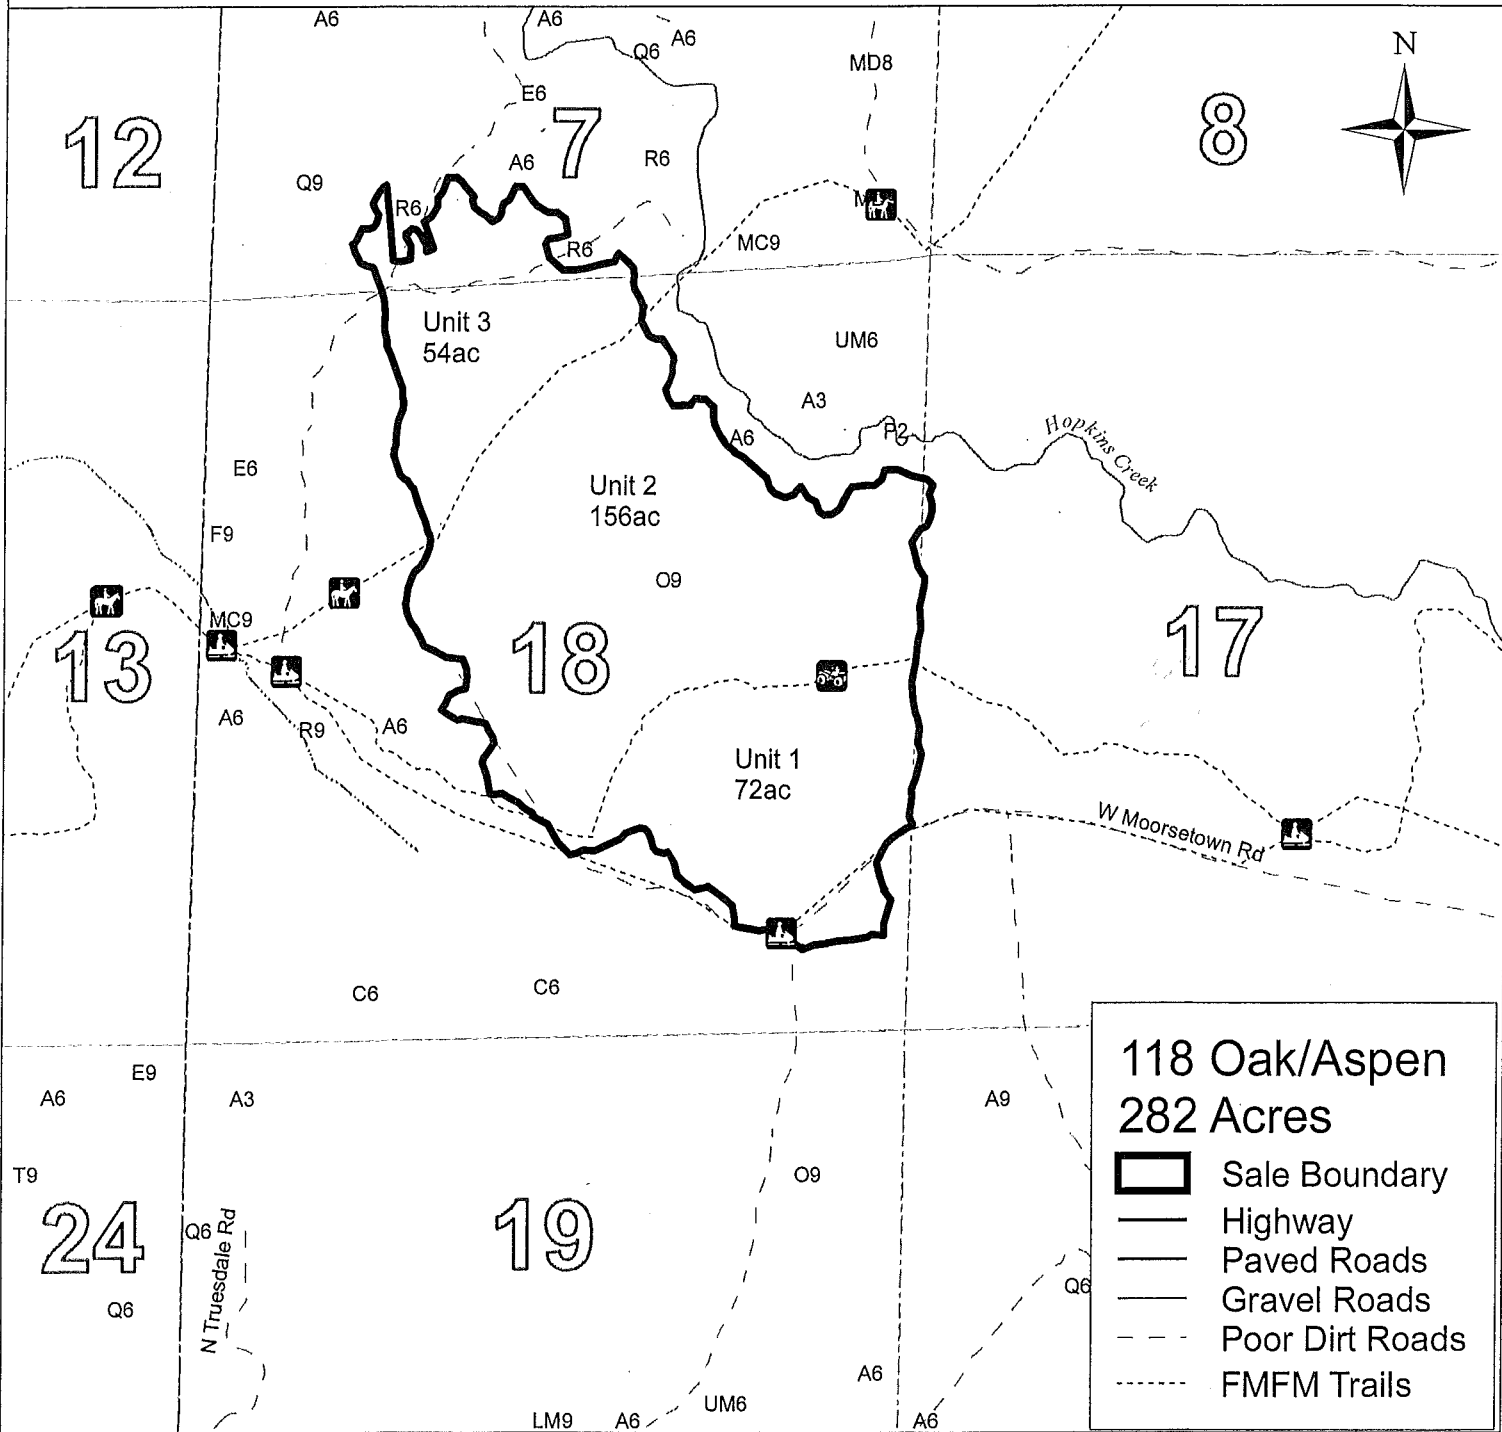 A6
A6
A6
Q6
MD8
N
E6
12
7
8
A6
R6
Q9
R6
R6
MC9
Unit 3
54ac
UM6
A3
A6
P2
Hopkins Creek
E6
Unit 2
156ac
F9
O9
MC9
13
18
17
A6
R9
A6
Unit 1
72ac
W Moorsetown Rd
C6
C6
E9
A6
A3
A9
T9
O9
24
Q6
N Truesdale Rd
19
Q6
Q6
A6
UM6
LM9
A6
A6
118 Oak/Aspen
282 Acres
Sale Boundary
Highway
Paved Roads
Gravel Roads
Poor Dirt Roads
FMFM Trails